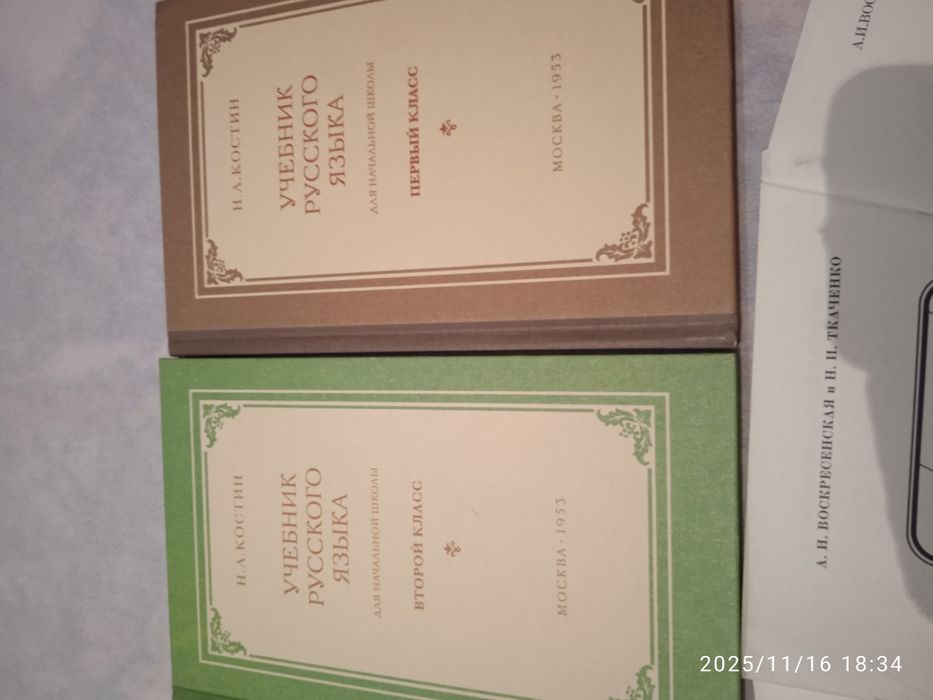 Н.А.КОСТИН
УЧЕБНИК
РУССКОГО
ЯЗЫКА
ДЛЯ НАЧАЛЬНОЙ ШКОЛЫ
ПЕРВЫЙ КЛАСС
МОСКВА - 1953
Н.А.КОСТИН
УЧЕБНИК
РУССКОГО
ЯЗЫКА
ДЛЯ НАЧАЛЬНОЙ ШКОЛЫ
ВТОРОЙ КЛАСС
МОСКВА - 1953
А.И.ВОС
А. И. ВОСКРЕСЕНСКАЯ и Н. И. ТКАЧЕНКО
2025/11/16 18:34